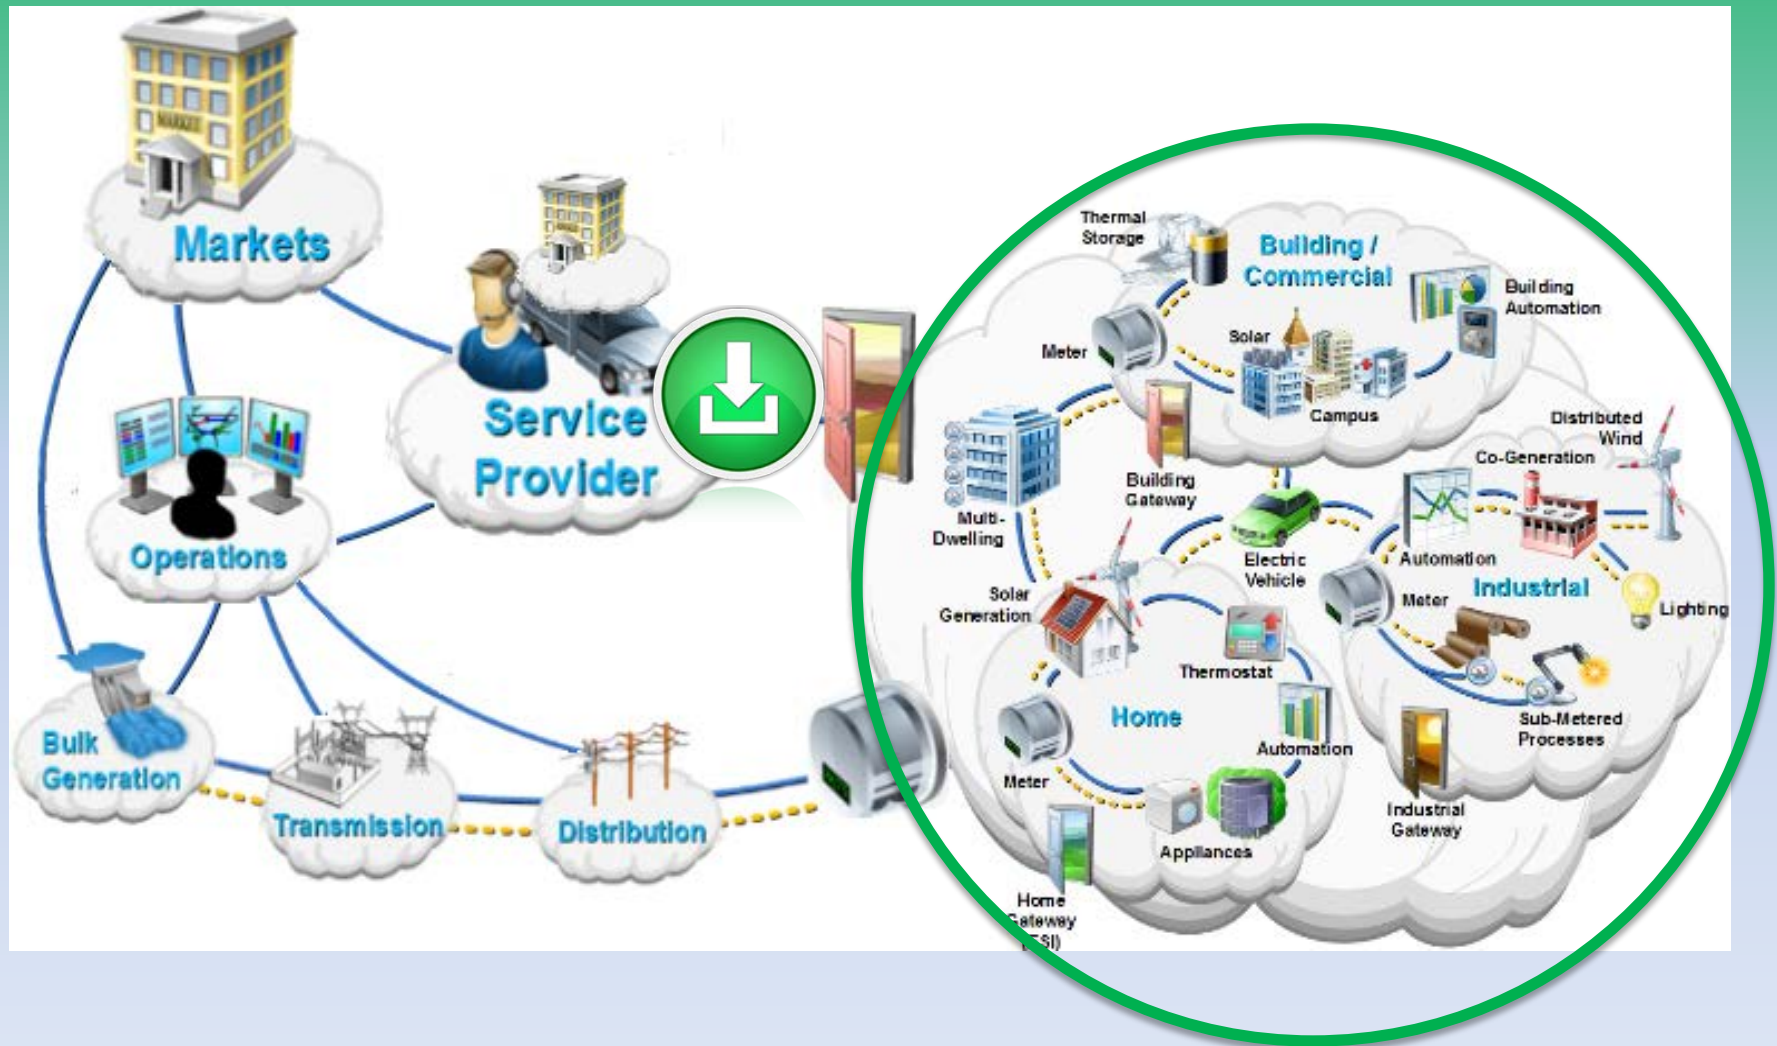 MARKET
Markets
Service
Provider
Operations
Bulk
Generation
Transmission
Distribution
Thermal
Storage
Building /
Commercial
Building
Automation
Meter
Solar
Campus
Building
Gateway
Multi-
Dwelling
Distributed
Wind
Co-Generation
Electric
Vehicle
Automation
Industrial
Meter
Lighting
Sub-Metered
Processes
Industrial
Gateway
Solar
Generation
Thermostat
Home
Automation
Meter
Appliances
Home
Gateway
(ESI)